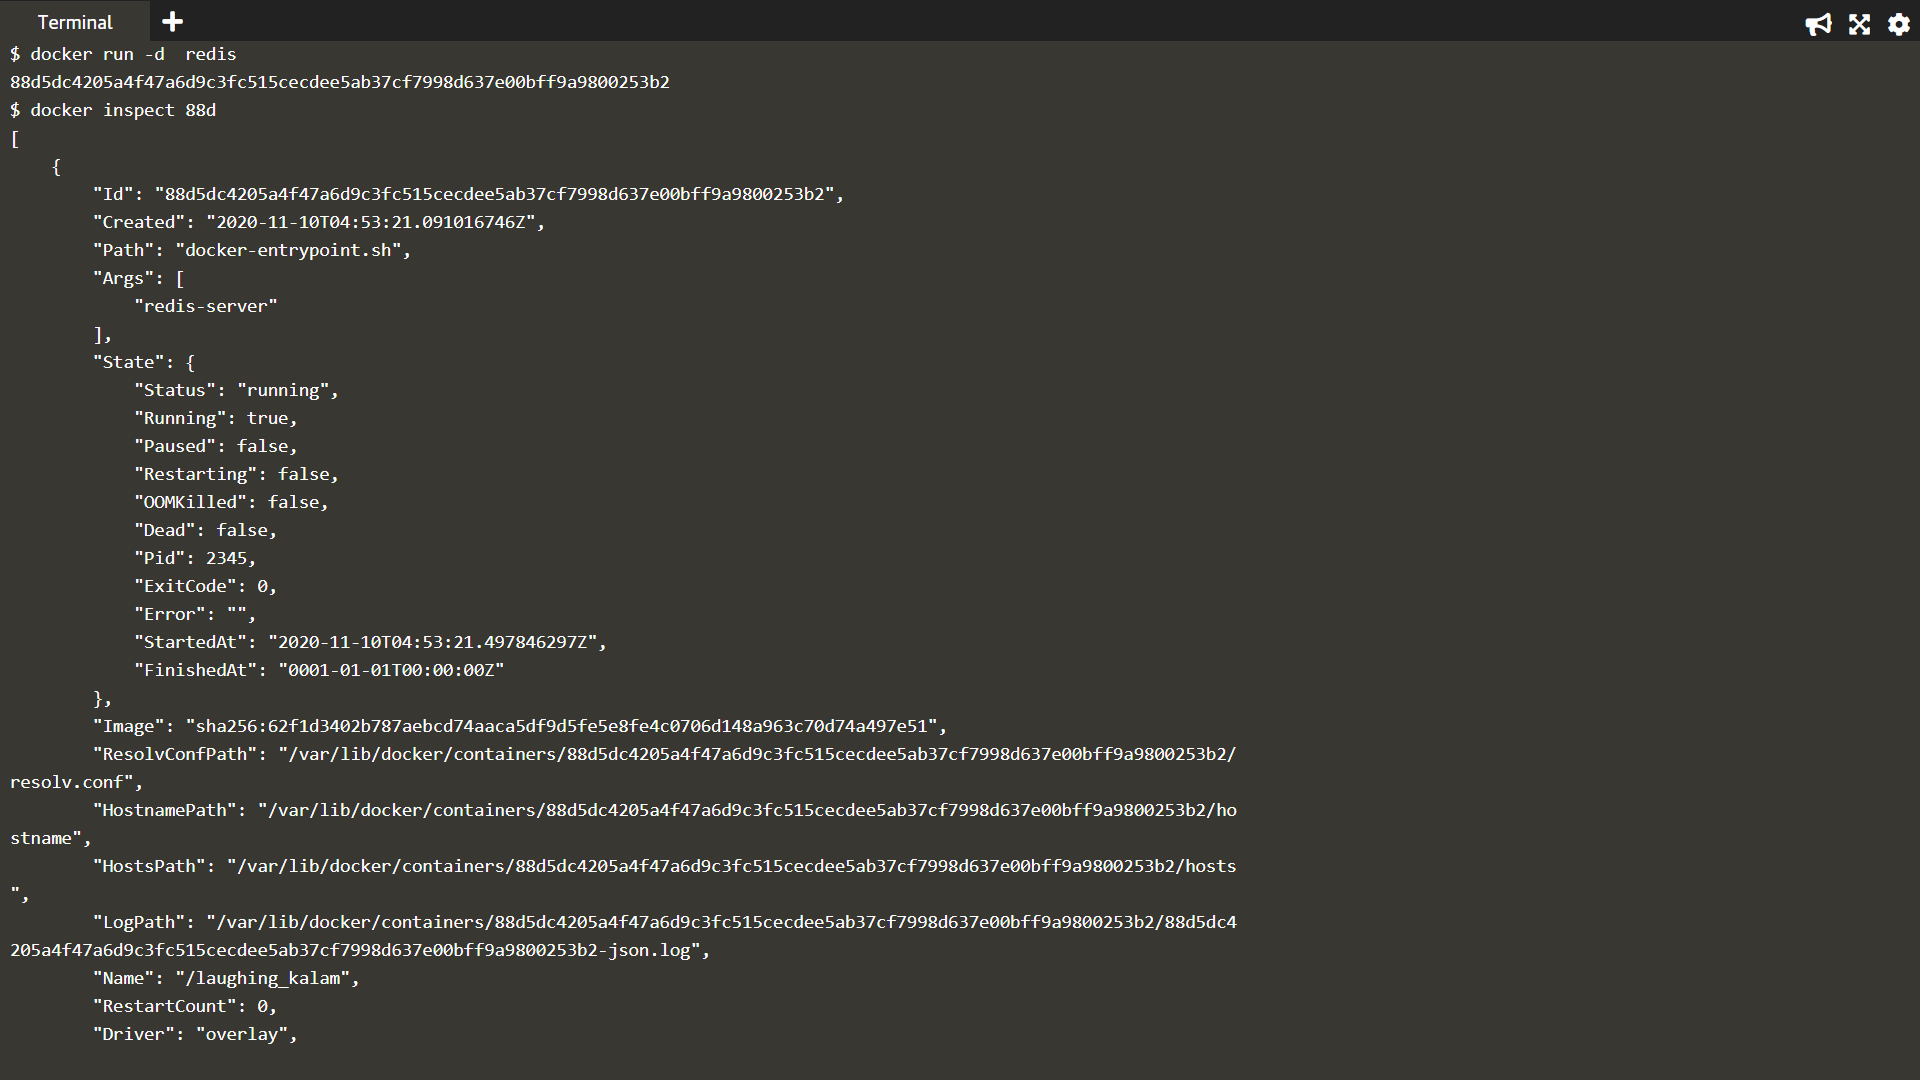 Terminal
$ docker run -d  redis
88d5dc4205a4f47a6d9c3fc515cecdee5ab37cf7998d637e00bff9a9800253b2
$ docker inspect 88d
[
    {
        "Id": "88d5dc4205a4f47a6d9c3fc515cecdee5ab37cf7998d637e00bff9a9800253b2",
        "Created": "2020-11-10T04:53:21.091016746Z",
        "Path": "docker-entrypoint.sh",
        "Args": [
            "redis-server"
        ],
        "State": {
            "Status": "running",
            "Running": true,
            "Paused": false,
            "Restarting": false,
            "OOMKilled": false,
            "Dead": false,
            "Pid": 2345,
            "ExitCode": 0,
            "Error": "",
            "StartedAt": "2020-11-10T04:53:21.497846297Z",
            "FinishedAt": "0001-01-01T00:00:00Z"
        },
        "Image": "sha256:62f1d3402b787aebcd74aaca5df9d5fe5e8fe4c0706d148a963c70d74a497e51",
        "ResolvConfPath": "/var/lib/docker/containers/88d5dc4205a4f47a6d9c3fc515cecdee5ab37cf7998d637e00bff9a9800253b2/
resolv.conf",
        "HostnamePath": "/var/lib/docker/containers/88d5dc4205a4f47a6d9c3fc515cecdee5ab37cf7998d637e00bff9a9800253b2/ho
stname",
        "HostsPath": "/var/lib/docker/containers/88d5dc4205a4f47a6d9c3fc515cecdee5ab37cf7998d637e00bff9a9800253b2/hosts
",
        "LogPath": "/var/lib/docker/containers/88d5dc4205a4f47a6d9c3fc515cecdee5ab37cf7998d637e00bff9a9800253b2/88d5dc4
205a4f47a6d9c3fc515cecdee5ab37cf7998d637e00bff9a9800253b2-json.log",
        "Name": "/laughing_kalam",
        "RestartCount": 0,
        "Driver": "overlay",